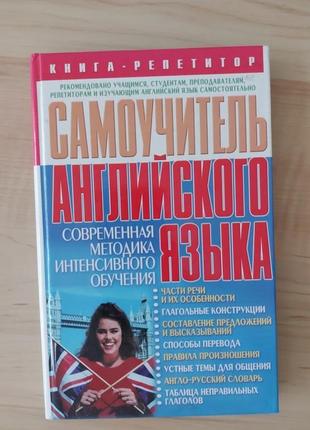 КНИГА-РЕПЕТИТОР
РЕКОМЕНДОВАНО УЧАЩИМСЯ, СТУДЕНТАМ, ПРЕПОДАВАТЕЛЯМ,
РЕПЕТИТОРАМ И ИЗУЧАЮЩИМ АНГЛИЙСКИЙ ЯЗЫК САМОСТОЯТЕЛЬНО
САМОУЧИТЕЛЬ
АНГЛИЙСКОГО
ЯЗЫКА
СОВРЕМЕННАЯ
МЕТОДИКА
ИНТЕНСИВНОГО
ОБУЧЕНИЯ
ЧАСТИ РЕЧИ
И ИХ ОСОБЕННОСТИ
ГЛАГОЛЬНЫЕ КОНСТРУКЦИИ
СОСТАВЛЕНИЕ ПРЕДЛОЖЕНИЙ
И ВЫСКАЗЫВАНИЙ
СПОСОБЫ ПЕРЕВОДА
ПРАВИЛА ПРОИЗНОШЕНИЯ
УСТНЫЕ ТЕМЫ ДЛЯ ОБЩЕНИЯ
АНГЛО-РУССКИЙ СЛОВАРЬ
ТАБЛИЦА НЕПРАВИЛЬНЫХ
ГЛАГОЛОВ